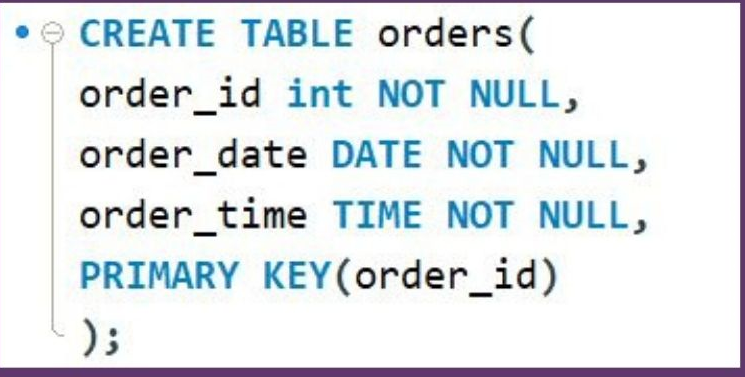 CREATE TABLE orders(
order_id int NOT NULL,
order_date DATE NOT NULL,
order_time TIME NOT NULL,
PRIMARY KEY(order_id)
);